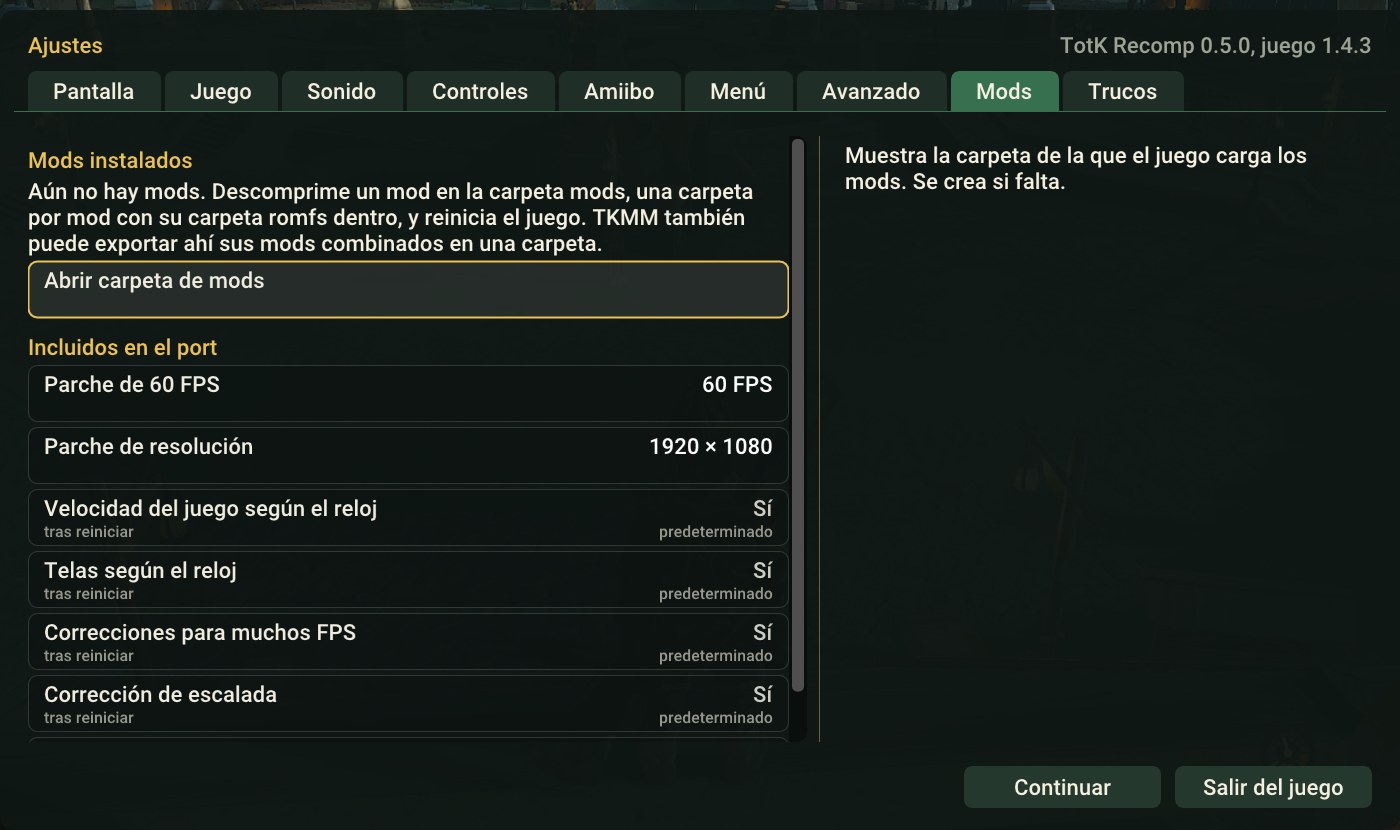 Ajustes
TotK Recomp 0.5.0, juego 1.4.3
Pantalla
Juego
Sonido
Controles
Amiibo
Menú
Avanzado
Mods
Trucos
Mods instalados
Aún no hay mods. Descomprime un mod en la carpeta mods, una carpeta
por mod con su carpeta romfs dentro, y reinicia el juego. TKMM también
puede exportar ahí sus mods combinados en una carpeta.
Abrir carpeta de mods
Incluidos en el port
Parche de 60 FPS
60 FPS
Parche de resolución
1920 × 1080
Velocidad del juego según el reloj
Sí
tras reiniciar
predeterminado
Telas según el reloj
Sí
tras reiniciar
predeterminado
Correcciones para muchos FPS
Sí
tras reiniciar
predeterminado
Corrección de escalada
Sí
tras reiniciar
predeterminado
Muestra la carpeta de la que el juego carga los
mods. Se crea si falta.
Continuar
Salir del juego